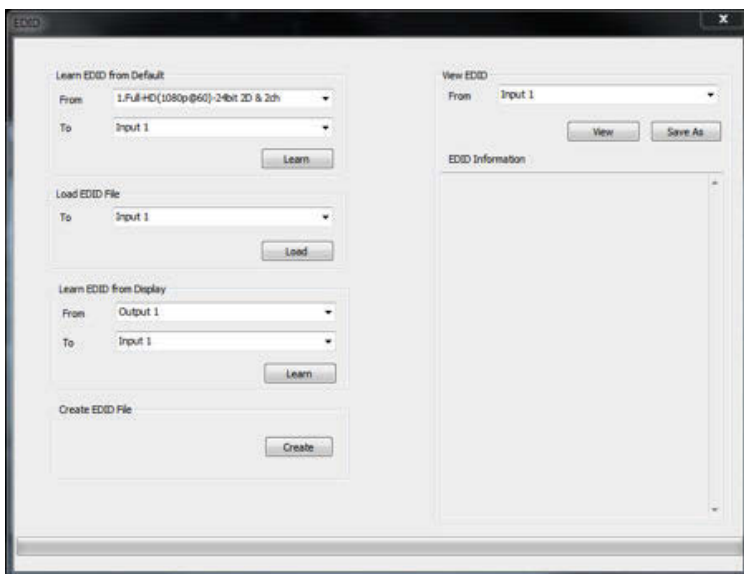 EDID
Learn EDID from Default
From 1.Full-HD(1080p@60)-24bit 2D & 2ch
To Input 1
Learn
Load EDID File
To Input 1
Load
Learn EDID from Display
From Output 1
To Input 1
Learn
Create EDID File
Create
View EDID
From Input 1
View Save As
EDID Information